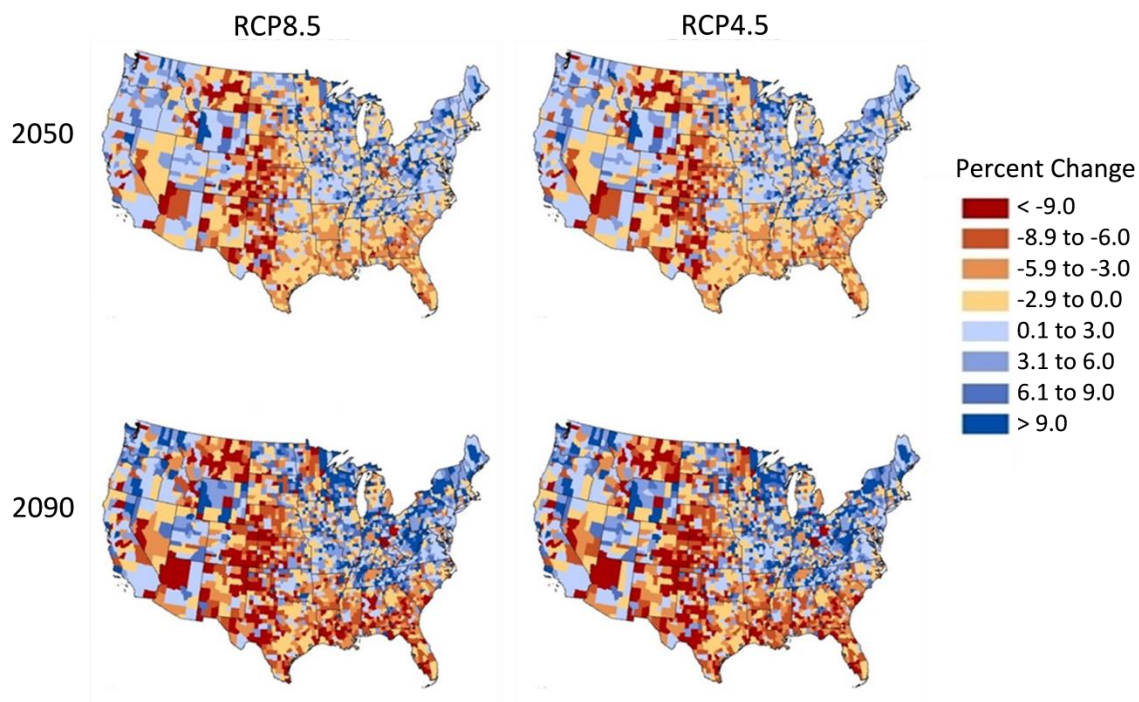 RCP8.5
RCP4.5
2050
Percent Change
< -9.0
-8.9 to -6.0
-5.9 to -3.0
-2.9 to 0.0
0.1 to 3.0
3.1 to 6.0
6.1 to 9.0
> 9.0
2090